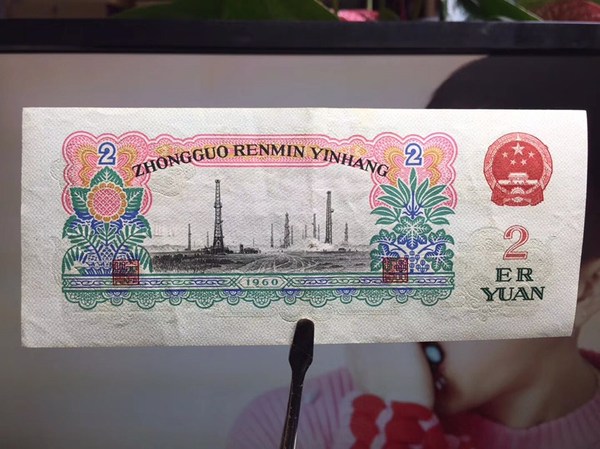 2
ZHONGGUO RENMIN YINHANG
2
1960
2
ER
YUAN